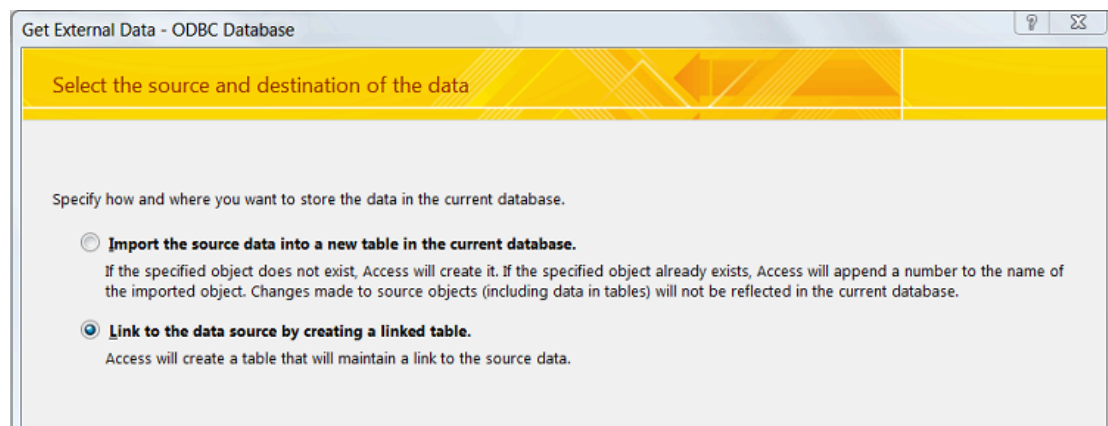 Get External Data - ODBC Database
Select the source and destination of the data
Specify how and where you want to store the data in the current database.
Import the source data into a new table in the current database.
If the specified object does not exist, Access will create it. If the specified object already exists, Access will append a number to the name of
the imported object. Changes made to source objects (including data in tables) will not be reflected in the current database.
Link to the data source by creating a linked table.
Access will create a table that will maintain a link to the source data.